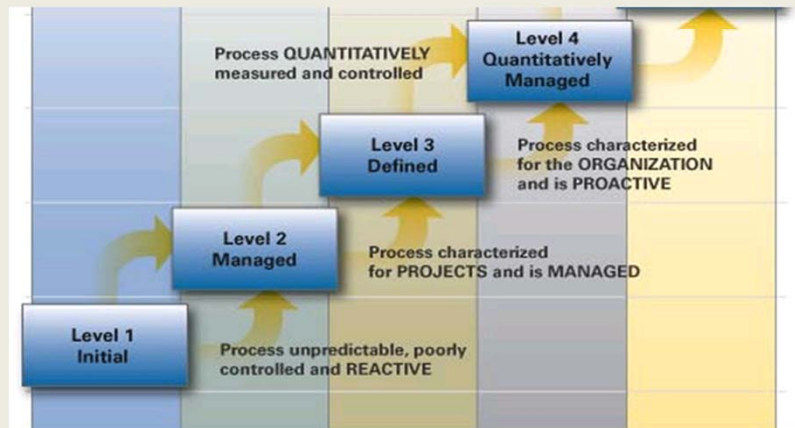 Process QUANTITATIVELY
measured and controlled
Level 4
Quantitatively
Managed
Level 3
Defined
Process characterized
for the ORGANIZATION
and is PROACTIVE
Level 2
Managed
Process characterized
for PROJECTS and is MANAGED
Level 1
Initial
Process unpredictable, poorly
controlled and REACTIVE